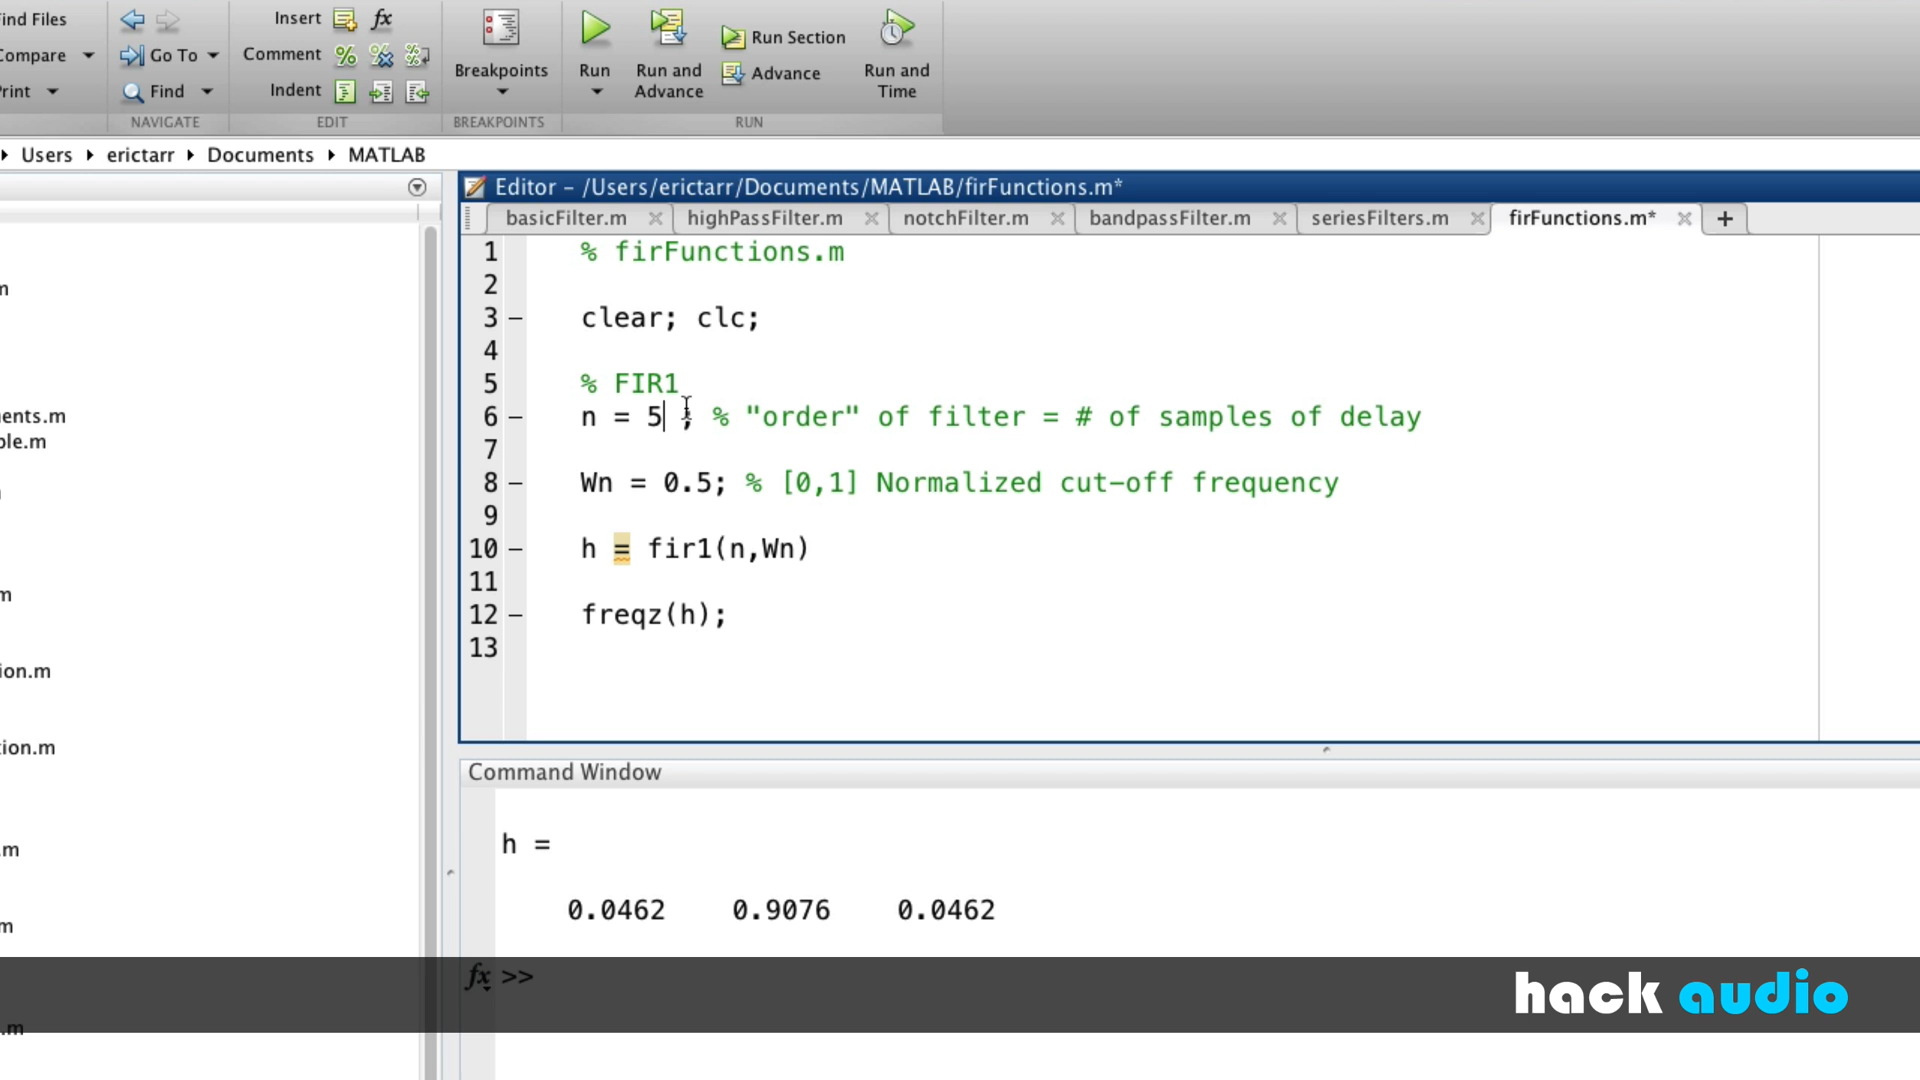 ind Files
Compare
rint
Go To
Find
NAVIGATE
Insert fx
Comment
Indent
EDIT
Breakpoints
BREAKPOINTS
Run
Run and Advance
Run Section
Advance
Run and Time
RUN
Users erictarr Documents MATLAB
Editor – /Users/erictarr/Documents/MATLAB/firFunctions.m*
basicFilter.m highPassFilter.m notchFilter.m bandpassFilter.m seriesFilters.m firFunctions.m* +
1 % firFunctions.m
2
3 – clear; clc;
4
5 % FIR1
6 – n = 5 ; % "order" of filter = # of samples of delay
7
8 – Wn = 0.5; % [0,1] Normalized cut-off frequency
9
10 – h = fir1(n,Wn)
11
12 – freqz(h);
13
m
ents.m
ple.m
m
ion.m
tion.m
.m
m
.m
Command Window
h =
0.0462 0.9076 0.0462
fx >>
hack audio